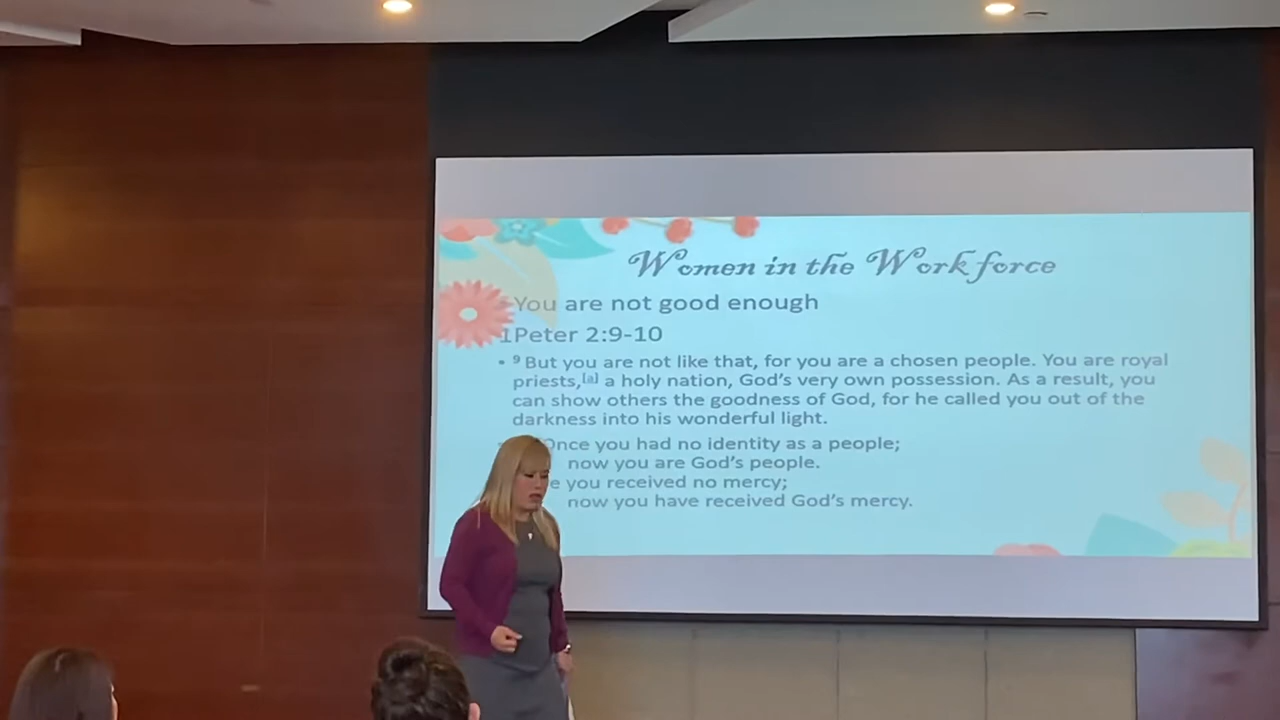 Women in the Workforce
You are not good enough
1Peter 2:9-10
• 9 But you are not like that, for you are a chosen people. You are royal
priests,[a] a holy nation, God's very own possession. As a result, you
can show others the goodness of God, for he called you out of the
darkness into his wonderful light.
Once you had no identity as a people;
now you are God's people.
you received no mercy;
now you have received God's mercy.